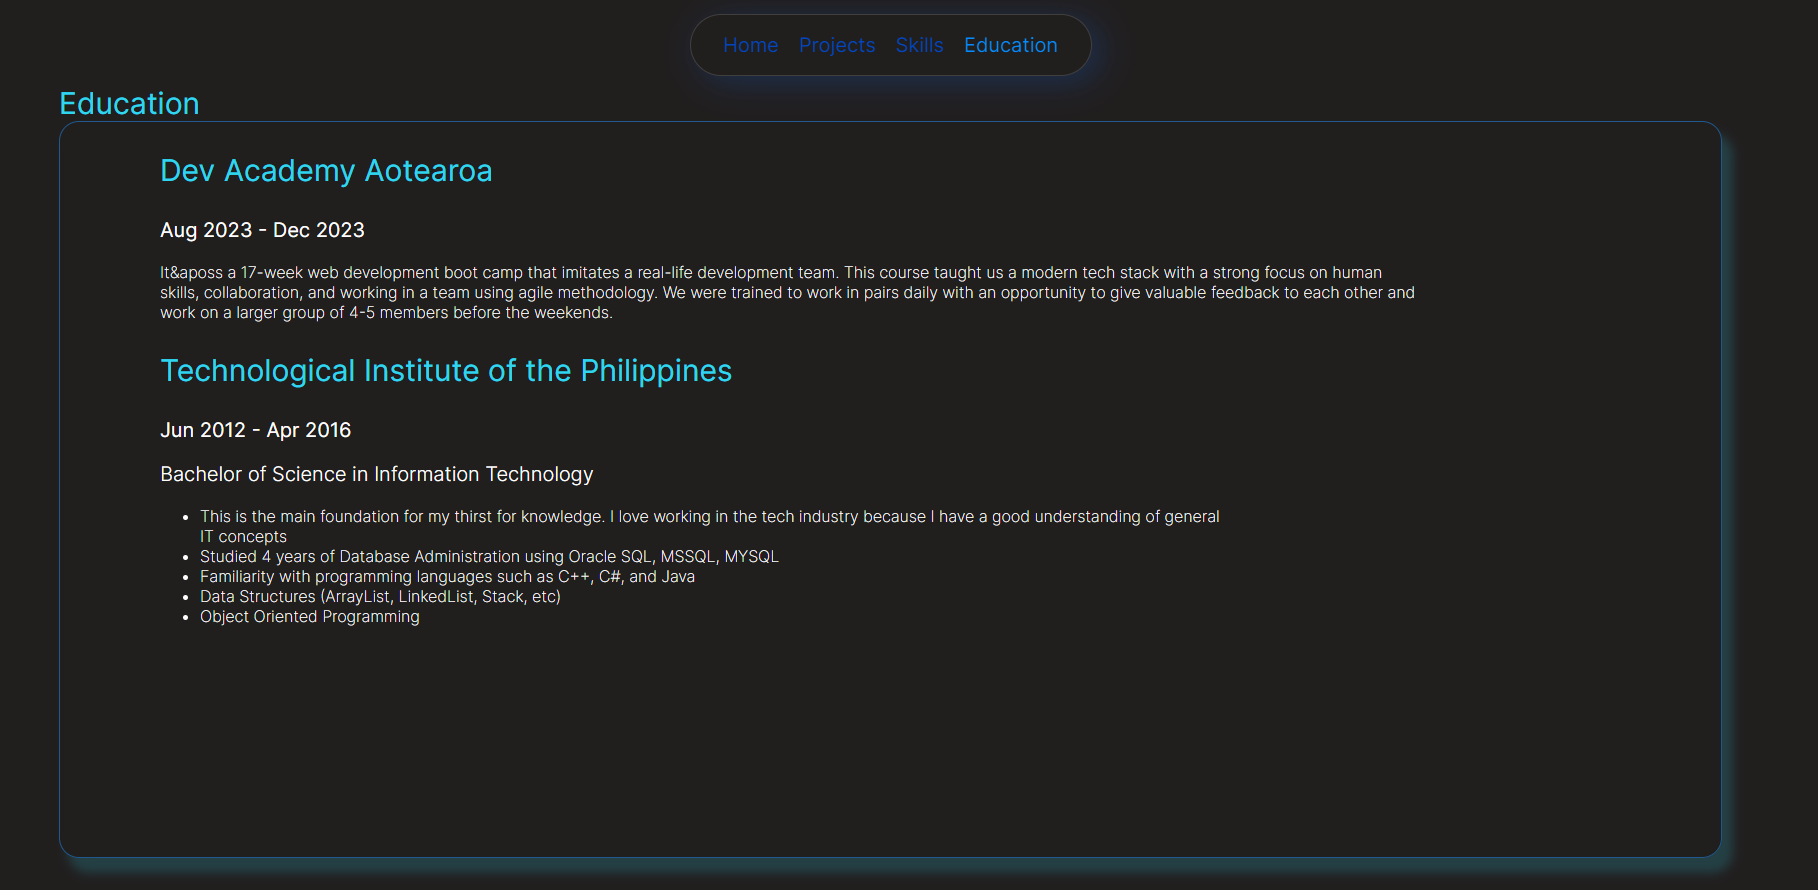 Home Projects Skills Education
Education
Dev Academy Aotearoa
Aug 2023 - Dec 2023
It&aposs a 17-week web development boot camp that imitates a real-life development team. This course taught us a modern tech stack with a strong focus on human
skills, collaboration, and working in a team using agile methodology. We were trained to work in pairs daily with an opportunity to give valuable feedback to each other and
work on a larger group of 4-5 members before the weekends.
Technological Institute of the Philippines
Jun 2012 - Apr 2016
Bachelor of Science in Information Technology
• This is the main foundation for my thirst for knowledge. I love working in the tech industry because I have a good understanding of general
IT concepts
• Studied 4 years of Database Administration using Oracle SQL, MSSQL, MYSQL
• Familiarity with programming languages such as C++, C#, and Java
• Data Structures (ArrayList, LinkedList, Stack, etc)
• Object Oriented Programming